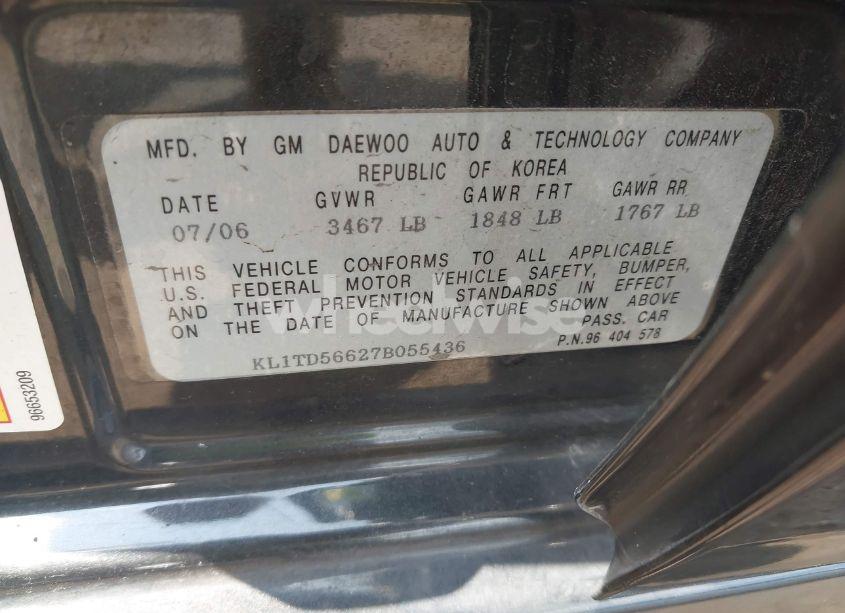 MFD. BY GM DAEWOO AUTO & TECHNOLOGY COMPANY
REPUBLIC OF KOREA
DATE GVWR GAWR FRT GAWR RR
07/06 3467 LB 1848 LB 1767 LB
THIS VEHICLE CONFORMS TO ALL APPLICABLE
U.S. FEDERAL MOTOR VEHICLE SAFETY, BUMPER,
AND THEFT PREVENTION STANDARDS IN EFFECT
ON THE DATE OF MANUFACTURE SHOWN ABOVE
PASS. CAR
KL1TD56627B055436
P.N.96 404 578
96653209
wheelwise